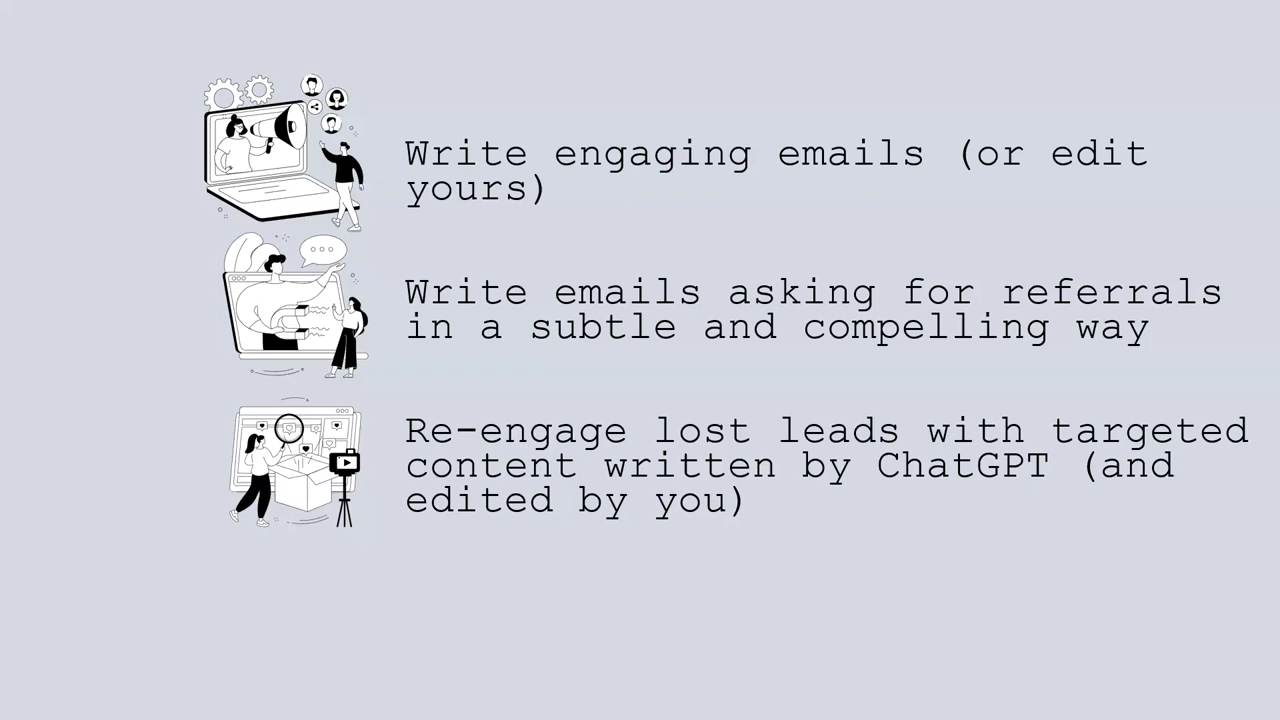 Write engaging emails (or edit
yours)
Write emails asking for referrals
in a subtle and compelling way
Re-engage lost leads with targeted
content written by ChatGPT (and
edited by you)